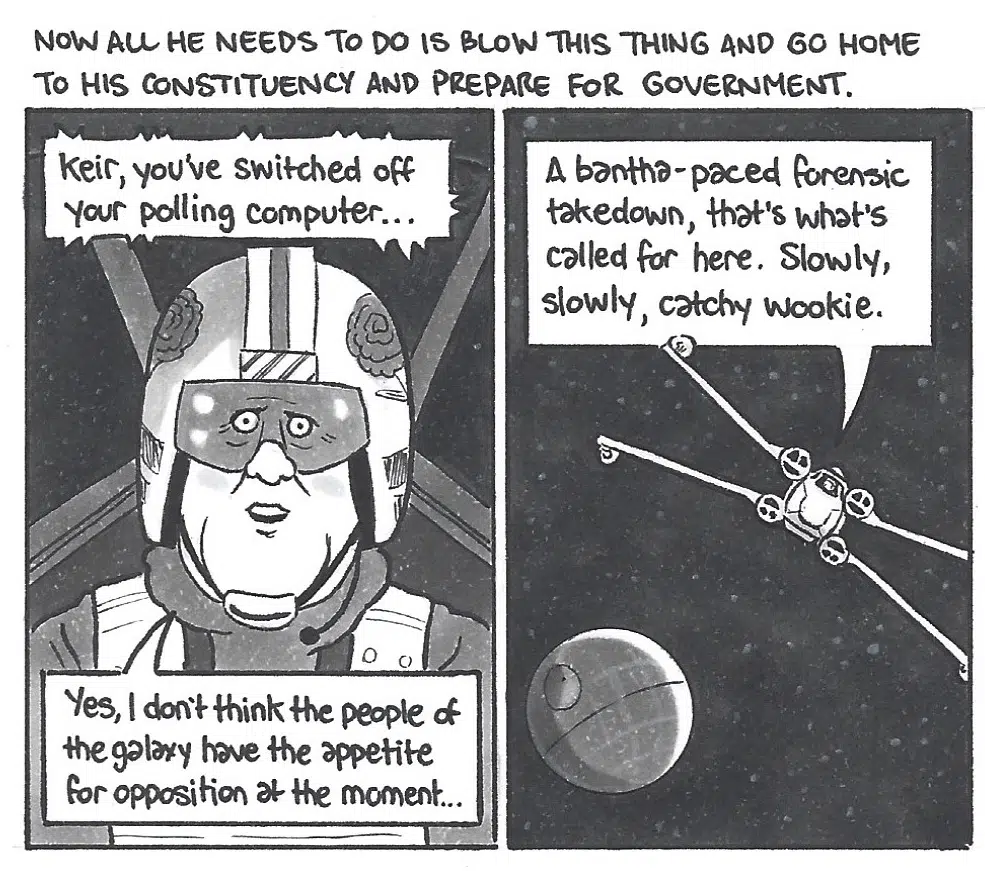 NOW ALL HE NEEDS TO DO IS BLOW THIS THING AND GO HOME
TO HIS CONSTITUENCY AND PREPARE FOR GOVERNMENT.
Keir, you've switched off
your polling computer...
Yes, I don't think the people of
the galaxy have the appetite
for opposition at the moment...
A bantha-paced forensic
takedown, that's what's
called for here. Slowly,
slowly, catchy wookie.